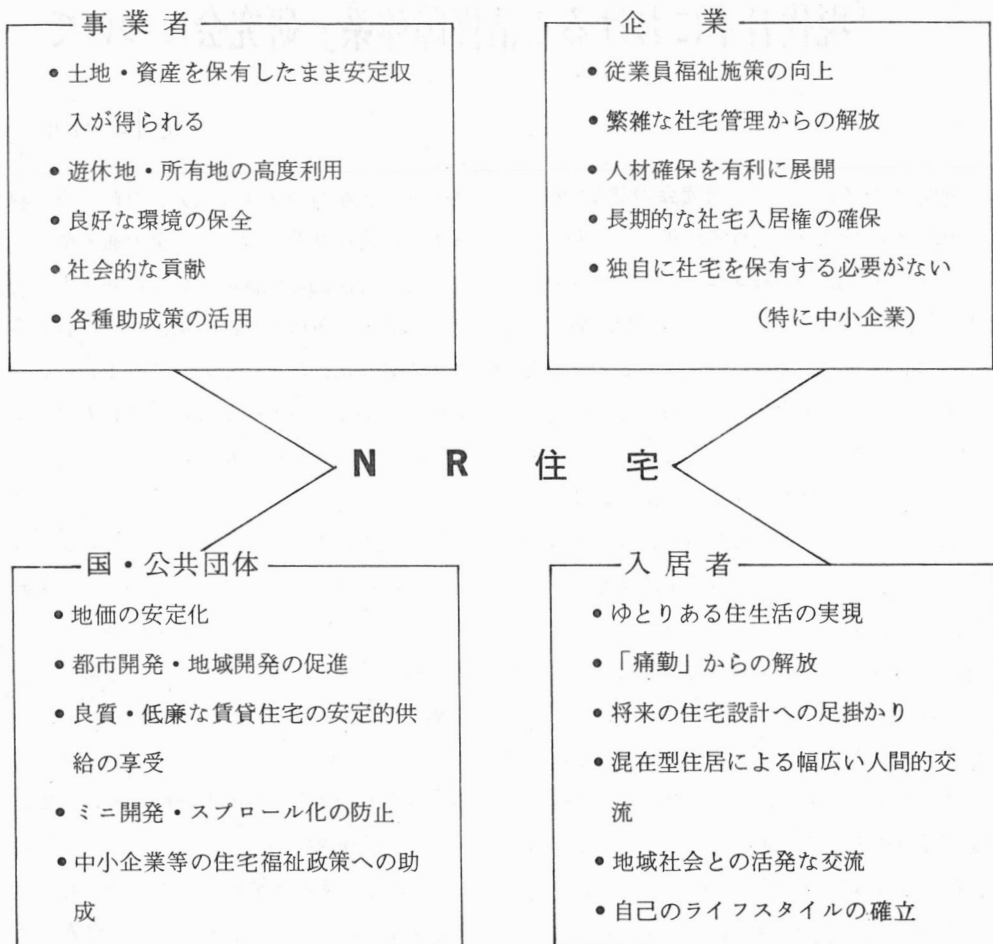 事業者
• 土地・資産を保有したまま安定収
入が得られる
• 遊休地・所有地の高度利用
• 良好な環境の保全
• 社会的な貢献
• 各種助成策の活用
企業
• 従業員福祉施策の向上
• 繁雑な社宅管理からの解放
• 人材確保を有利に展開
• 長期的な社宅入居権の確保
• 独自に社宅を保有する必要がない
(特に中小企業)
NR住宅
国・公共団体
• 地価の安定化
• 都市開発・地域開発の促進
• 良質・低廉な賃貸住宅の安定的供
給の享受
• ミニ開発・スプロール化の防止
• 中小企業等の住宅福祉政策への助
成
入居者
• ゆとりある住生活の実現
• 「痛勤」からの解放
• 将来の住宅設計への足掛かり
• 混在型住居による幅広い人間的交
流
• 地域社会との活発な交流
• 自己のライフスタイルの確立